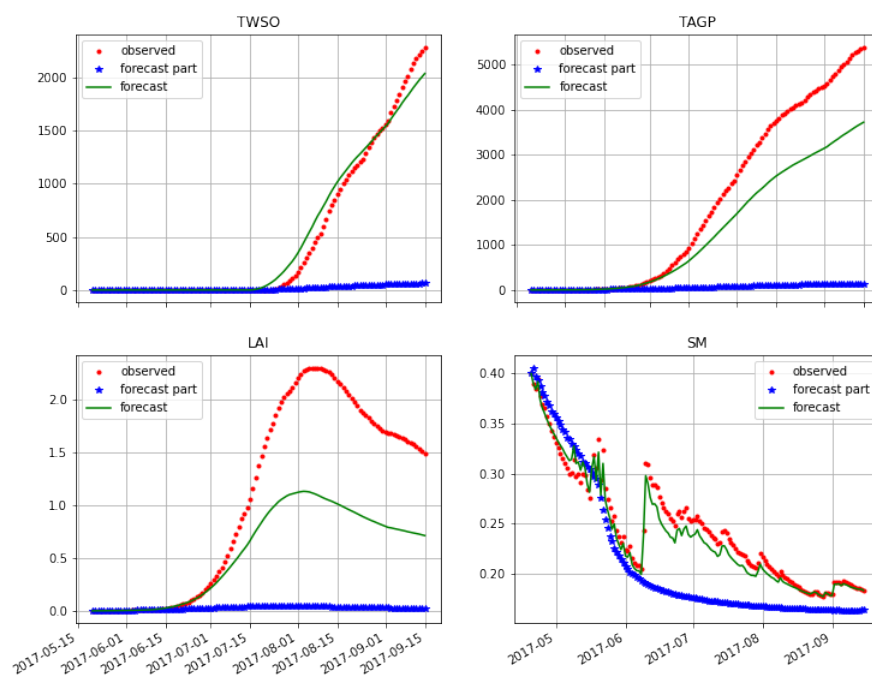 TWSO
observed
forecast part
forecast
2000
1500
1000
500
0
TAGP
observed
forecast part
forecast
5000
4000
3000
2000
1000
0
LAI
observed
forecast part
forecast
2.0
1.5
1.0
0.5
0.0
2017-05-15
2017-06-01
2017-06-15
2017-07-01
2017-07-15
2017-08-01
2017-08-15
2017-09-01
2017-09-15
SM
observed
forecast part
forecast
0.40
0.35
0.30
0.25
0.20
2017-05
2017-06
2017-07
2017-08
2017-09